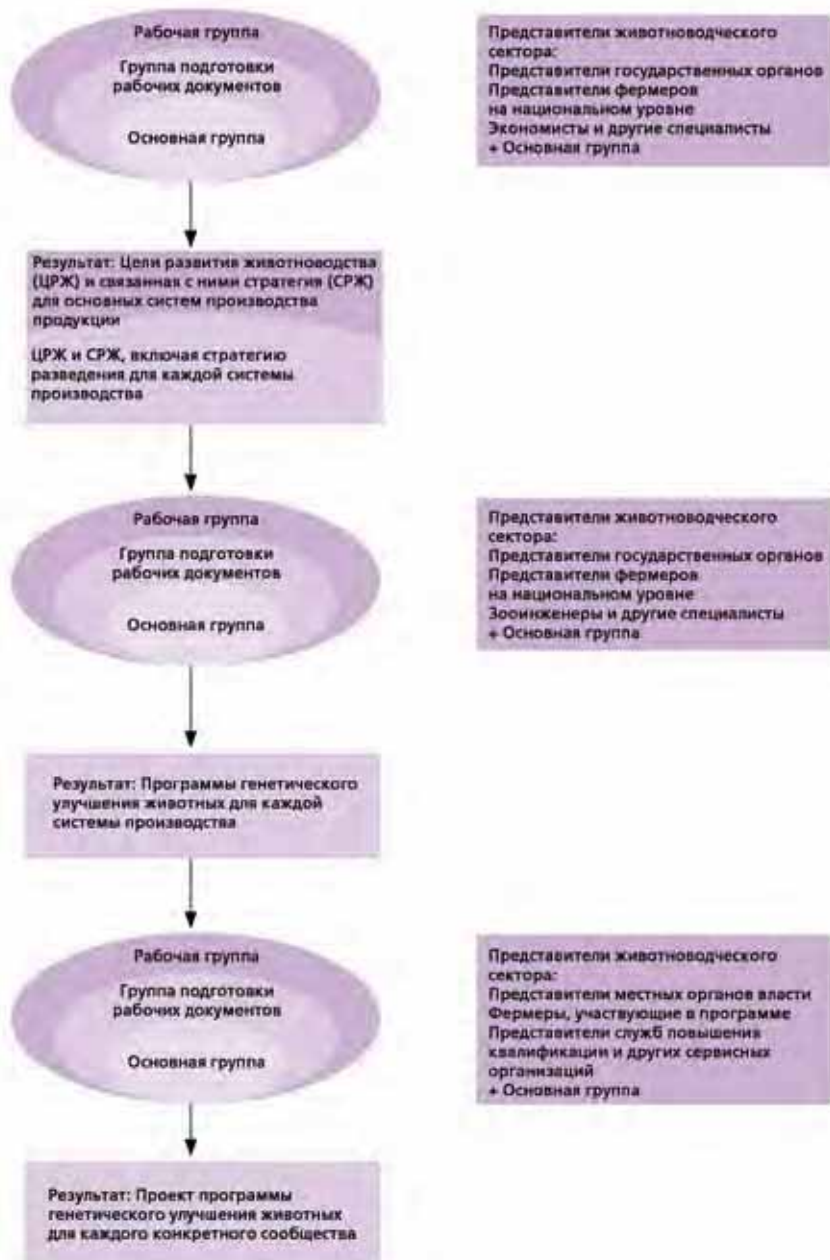 Рабочая группа
Группа подготовки
рабочих документов
Основная группа
Представители животноводческого
сектора:
Представители государственных органов
Представители фермеров
на национальном уровне
Экономисты и другие специалисты
+ Основная группа
Результат: Цели развития животноводства
(ЦРЖ) и связанная с ними стратегия (СРЖ)
для основных систем производства
продукции
ЦРЖ и СРЖ, включая стратегию
разведения для каждой системы
производства
Рабочая группа
Группа подготовки
рабочих документов
Основная группа
Представители животноводческого
сектора:
Представители государственных органов
Представители фермеров
на национальном уровне
Зооинженеры и другие специалисты
+ Основная группа
Результат: Программы генетического
улучшения животных для каждой
системы производства
Рабочая группа
Группа подготовки
рабочих документов
Основная группа
Представители животноводческого
сектора:
Представители местных органов власти
Фермеры, участвующие в программе
Представители служб повышения
квалификации и других сервисных
организаций
+ Основная группа
Результат: Проект программы
генетического улучшения животных
для каждого конкретного сообщества